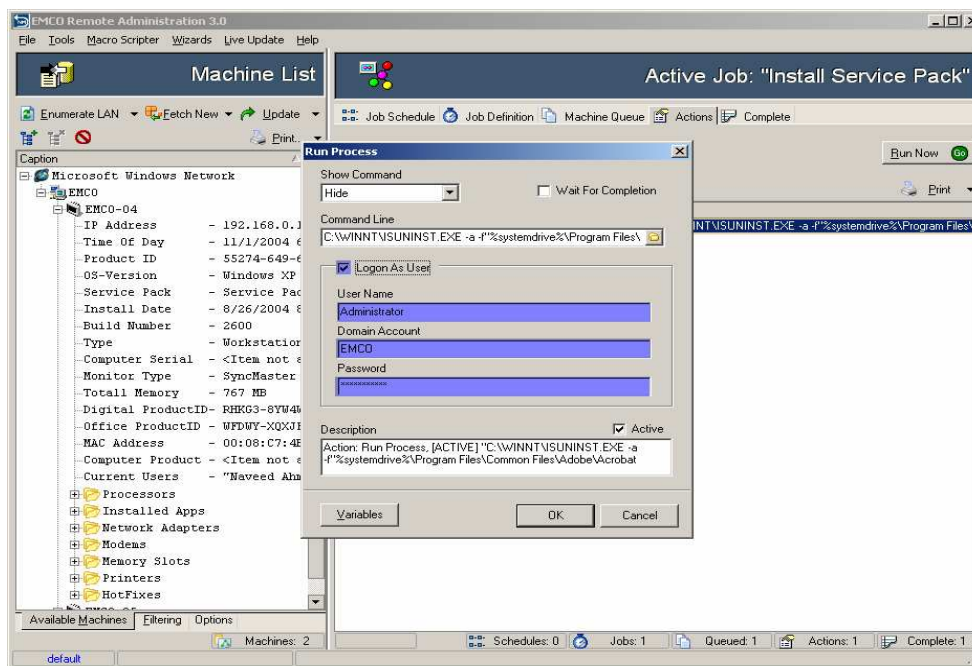 EMCO Remote Administration 3.0
File Tools Macro Scripter Wizards Live Update Help
Machine List
Active Job: "Install Service Pack"
Enumerate LAN Fetch New Update
Job Schedule Job Definition Machine Queue Actions Complete
Print..
Caption
Run Now Go
Print
Microsoft Windows Network
EMCO
EMCO-04
IP Address - 192.168.0.1
Time Of Day - 11/1/2004 6
Product ID - 55274-649-6
OS-Version - Windows XP
Service Pack - Service Pac
Install Date - 8/26/2004 8
Build Number - 2600
Type - Workstation
Computer Serial - <Item not
Monitor Type - SyncMaster
Totall Memory - 767 MB
Digital ProductID- RHKG3-8YW4W
Office ProductID - WFDWY-XQXJ
MAC Address - 00:08:C7:4
Computer Product - <Item not
Current Users - "Naveed Ahm
Processors
Installed Apps
Network Adapters
Modems
Memory Slots
Printers
HotFixes
Run Process
Show Command
Hide
Wait For Completion
Command Line
C:\WINNT\ISUNINST.EXE -a -f"%systemdrive%\Program Files\
NT\ISUNINST.EXE -a -f"%systemdrive%\Program Files\
Logon As User
User Name
Administrator
Domain Account
EMCO
Password
***********
Description
Active
Action: Run Process, [ACTIVE] "C:\WINNT\ISUNINST.EXE -a
-f"%systemdrive%\Program Files\Common Files\Adobe\Acrobat
Variables OK Cancel
Available Machines Filtering Options
Machines: 2
Schedules: 0 Jobs: 1 Queued: 1 Actions: 1 Complete: 1
default